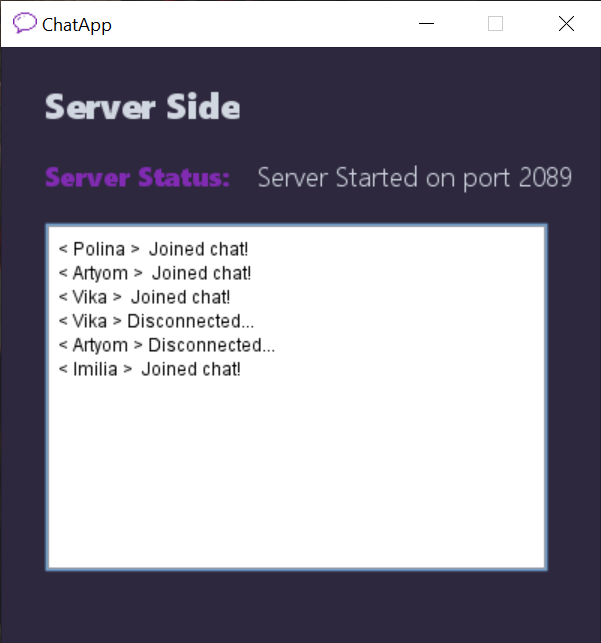 ChatApp
Server Side
Server Status: Server Started on port 2089
< Polina >  Joined chat!
< Artyom >  Joined chat!
< Vika >  Joined chat!
< Vika > Disconnected...
< Artyom > Disconnected...
< Imilia >  Joined chat!